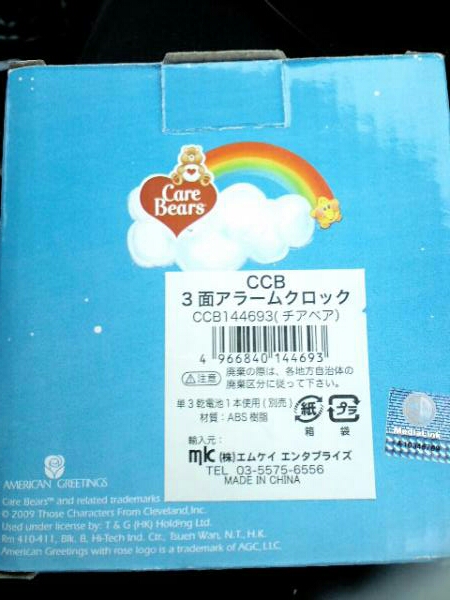 Care
Bears
CCB
3面アラームクロック
CCB144693(チアベア)
4 966840 144693
注意
廃棄の際は、各地方自治体の
廃棄区分に従って下さい。
単3乾電池1本使用(別売)
材質:ABS樹脂
紙
箱
プラ
袋
輸入元:
mk (株)エムケイ エンタプライズ
TEL 03-5575-6556
MADE IN CHINA
MediaLink
AMERICAN GREETINGS
Care Bears™ and related trademarks
© 2009 Those Characters From Cleveland,Inc.
Used under license by: T & G (HK) Holding Ltd.
Rm 410-411, Blk. B, Hi-Tech Ind. Ctr., Tsuen Wan, N.T., H.K.
American Greetings with rose logo is a trademark of AGC, LLC.